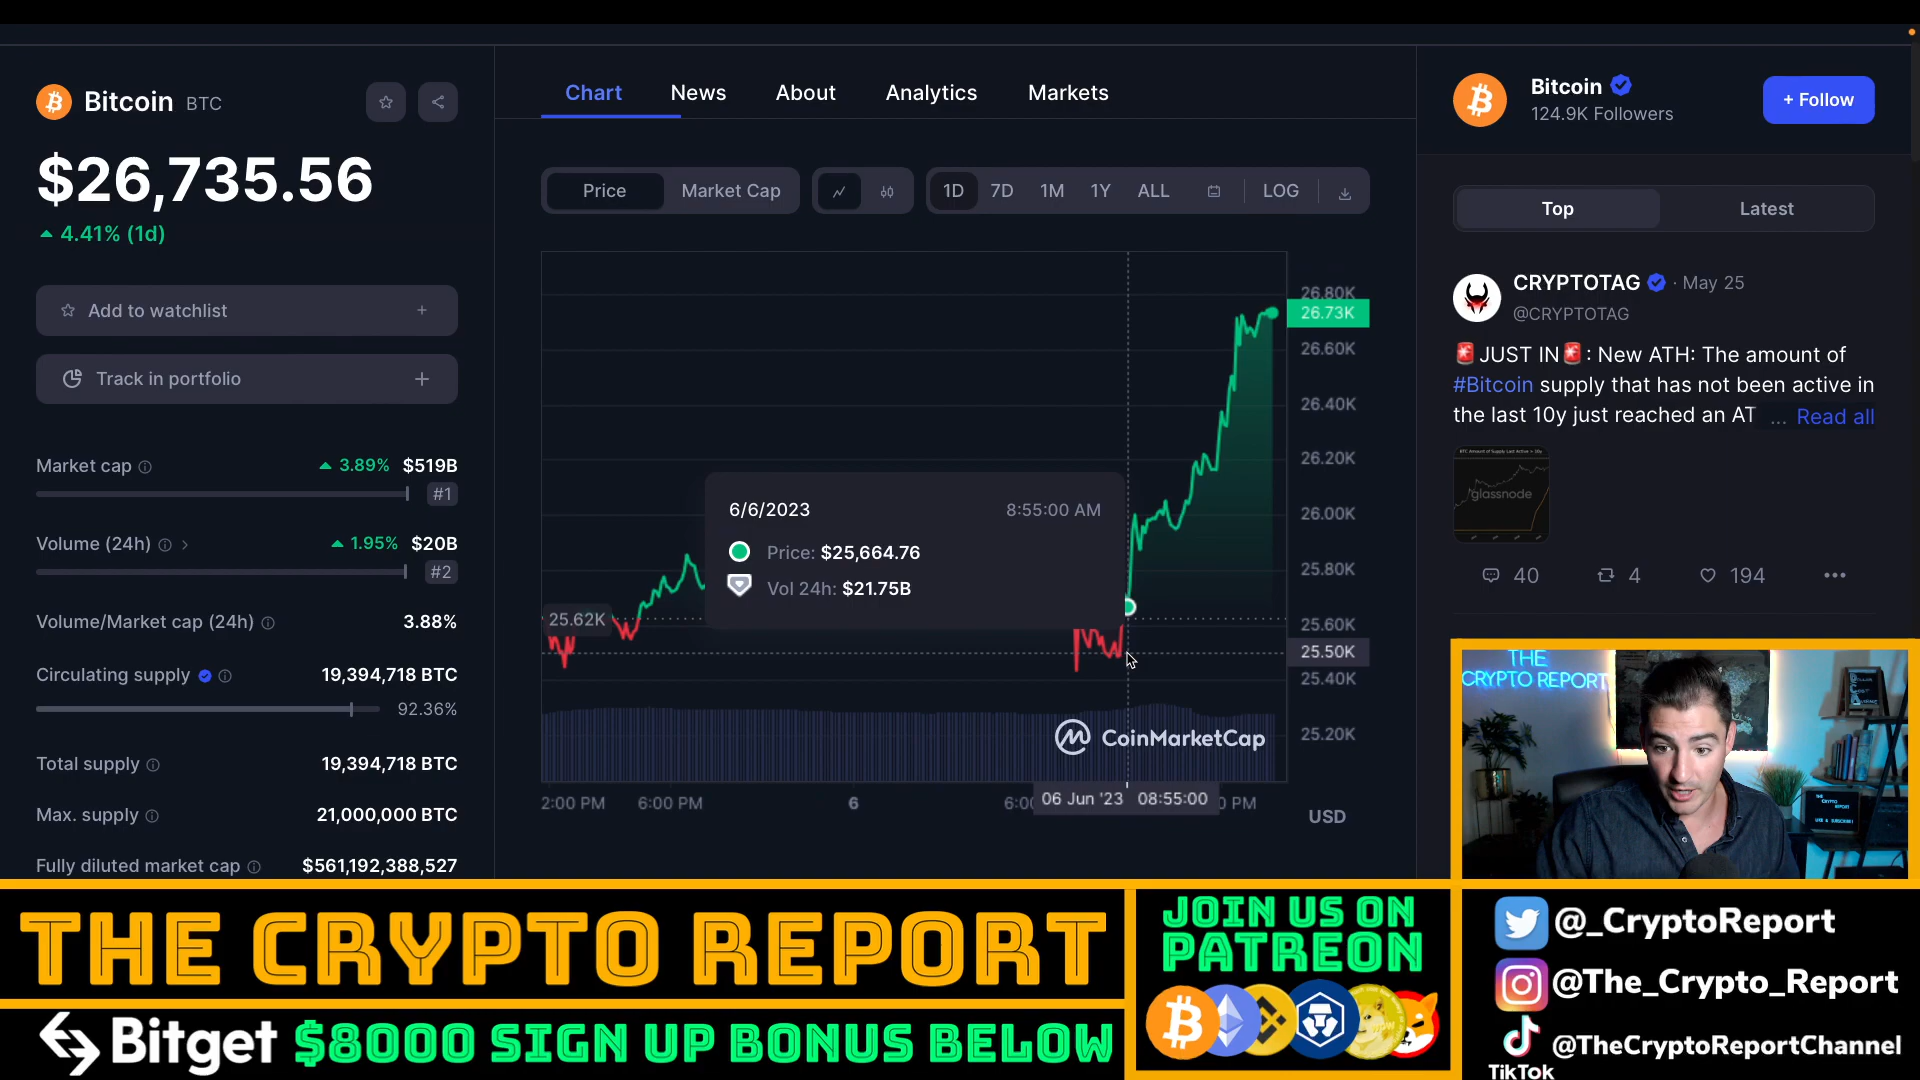 Bitcoin BTC
$26,735.56
4.41% (1d)
Add to watchlist +
Track in portfolio +
Market cap 3.89% $519B
#1
Volume (24h) > 1.95% $20B
#2
Volume/Market cap (24h) 3.88%
Circulating supply 19,394,718 BTC
92.36%
Total supply 19,394,718 BTC
Max. supply 21,000,000 BTC
Fully diluted market cap $561,192,388,527
Chart News About Analytics Markets
Price Market Cap 1D 7D 1M 1Y ALL LOG
26.80K
26.73K
26.60K
26.40K
26.20K
26.00K
25.80K
25.60K
25.50K
25.40K
25.20K
6/6/2023 8:55:00 AM
Price: $25,664.76
Vol 24h: $21.75B
25.62K
CoinMarketCap
2:00 PM 6:00 PM 6 6:00 06 Jun '23 08:55:00 PM
USD
Bitcoin
124.9K Followers
+ Follow
Top Latest
CRYPTOTAG · May 25
@CRYPTOTAG
🚨JUST IN🚨: New ATH: The amount of
#Bitcoin supply that has not been active in
the last 10y just reached an AT ... Read all
glassnode
40 4 194
THE
CRYPTO REPORT
THE CRYPTO REPORT
Bitget $8000 SIGN UP BONUS BELOW
JOIN US ON
PATREON
@_CryptoReport
@The_Crypto_Report
@TheCryptoReportChannel
TikTok